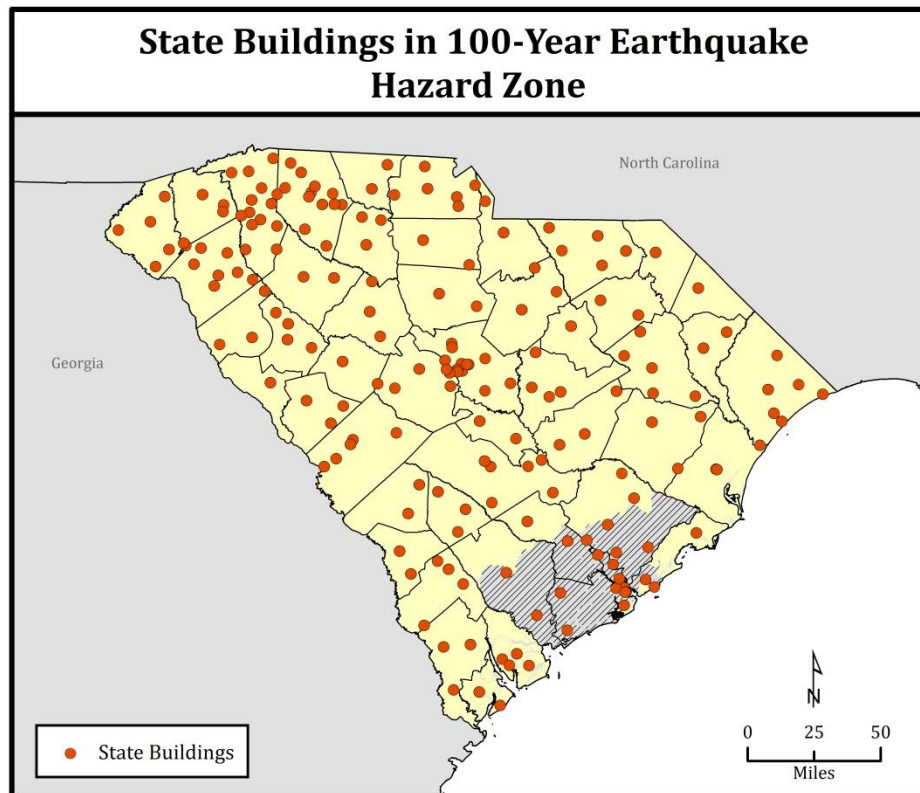 State Buildings in 100-Year Earthquake
Hazard Zone
North Carolina
Georgia
N
State Buildings
0 25 50
Miles